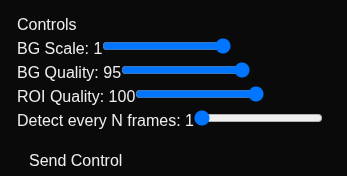 Controls
BG Scale: 1
BG Quality: 95
ROI Quality: 100
Detect every N frames: 1
Send Control